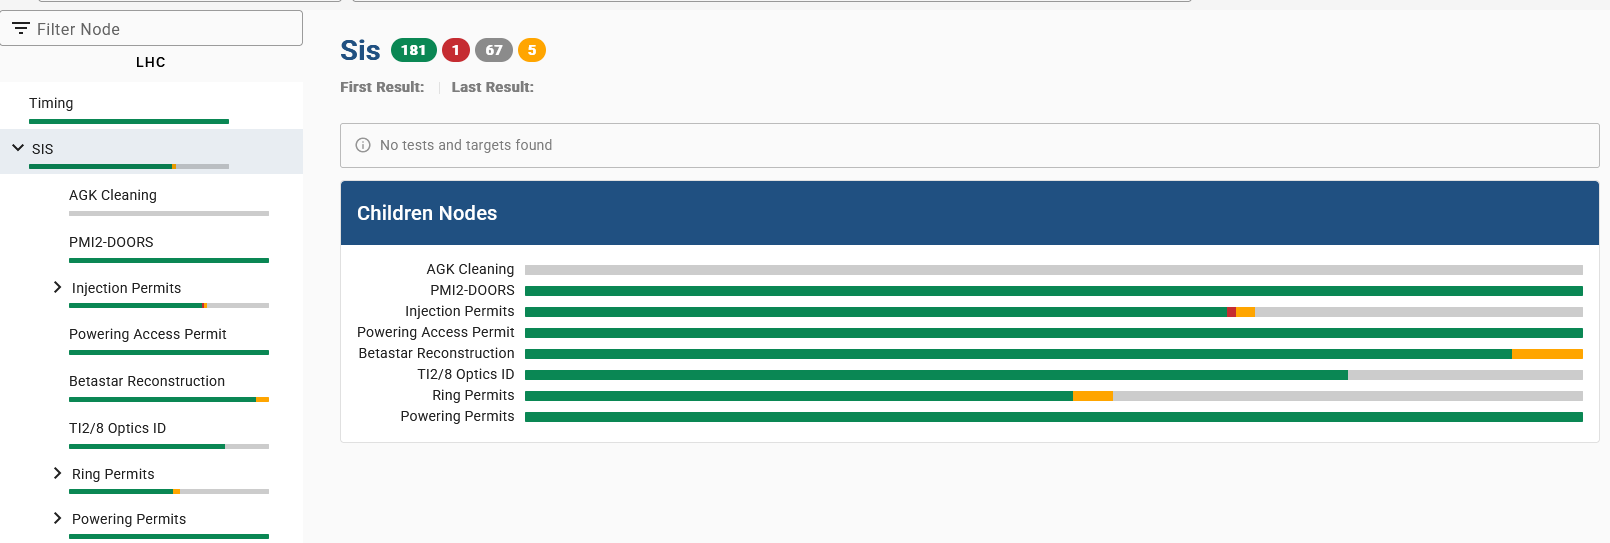 Filter Node
LHC
Timing
SIS
AGK Cleaning
PMI2-DOORS
Injection Permits
Powering Access Permit
Betastar Reconstruction
TI2/8 Optics ID
Ring Permits
Powering Permits
Sis 181 1 67 5
First Result: Last Result:
No tests and targets found
Children Nodes
AGK Cleaning
PMI2-DOORS
Injection Permits
Powering Access Permit
Betastar Reconstruction
TI2/8 Optics ID
Ring Permits
Powering Permits